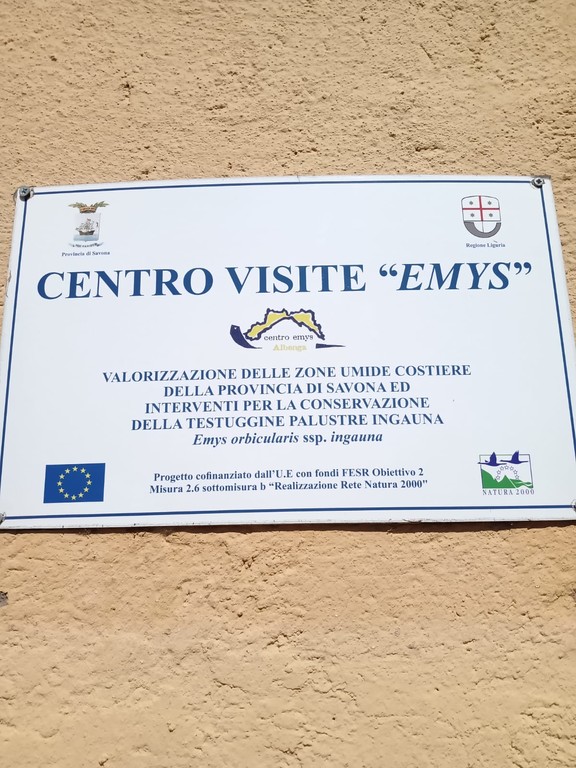 Provincia di Savona
Regione Liguria
CENTRO VISITE “EMYS”
centro emys
Albenga
VALORIZZAZIONE DELLE ZONE UMIDE COSTIERE
DELLA PROVINCIA DI SAVONA ED
INTERVENTI PER LA CONSERVAZIONE
DELLA TESTUGGINE PALUSTRE INGAUNA
Emys orbicularis ssp. ingauna
Progetto cofinanziato dall'U.E con fondi FESR Obiettivo 2
Misura 2.6 sottomisura b “Realizzazione Rete Natura 2000"
NATURA 2000